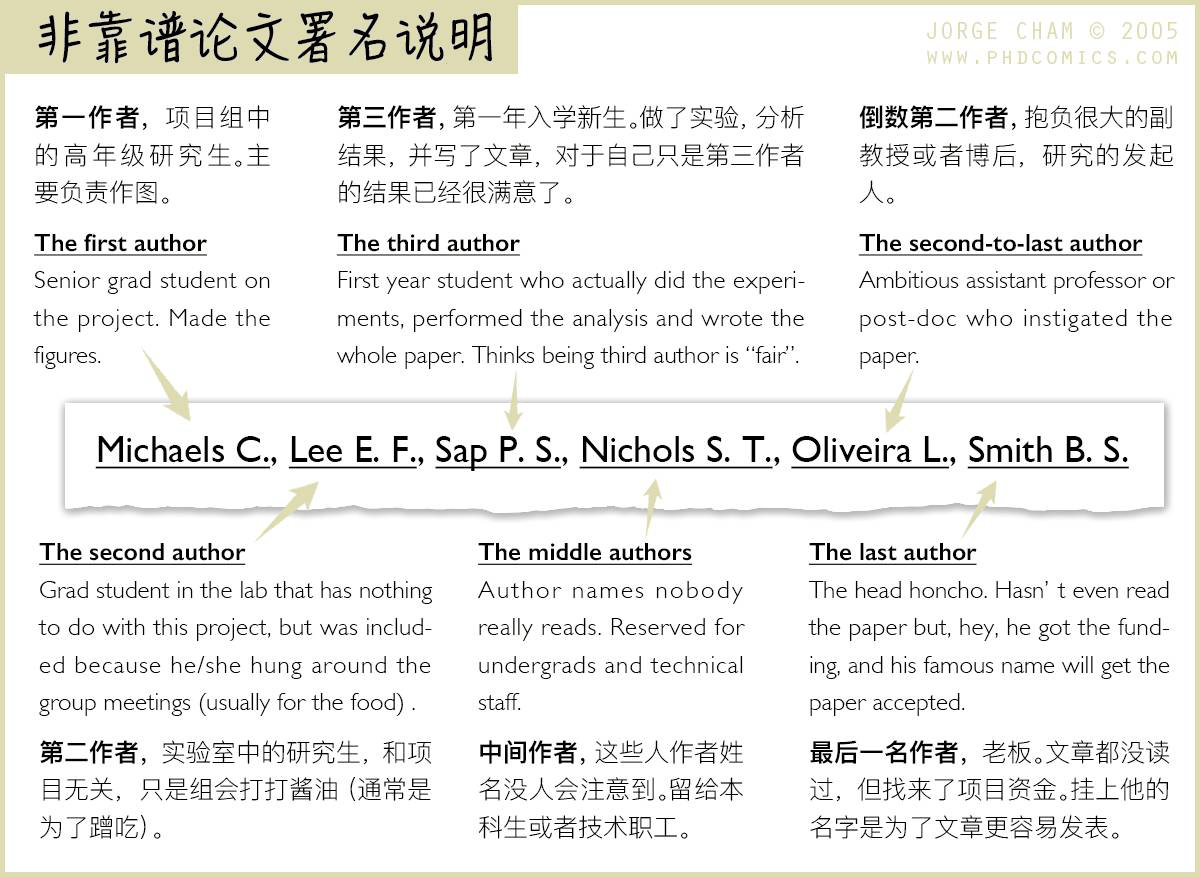 非靠谱论文署名说明
JORGE CHAM © 2005
WWW.PHDCOMICS.COM
第一作者，项目组中
的高年级研究生。主
要负责作图。
The first author
Senior grad student on
the project. Made the
figures.
第三作者，第一年入学新生。做了实验，分析
结果，并写了文章，对于自己只是第三作者
的结果已经很满意了。
The third author
First year student who actually did the experi-
ments, performed the analysis and wrote the
whole paper. Thinks being third author is “fair”.
倒数第二作者，抱负很大的副
教授或者博后，研究的发起
人。
The second-to-last author
Ambitious assistant professor or
post-doc who instigated the
paper.
Michaels C., Lee E. F., Sap P. S., Nichols S. T., Oliveira L., Smith B. S.
The second author
Grad student in the lab that has nothing
to do with this project, but was includ-
ed because he/she hung around the
group meetings (usually for the food) .
第二作者，实验室中的研究生，和项
目无关，只是组会打打酱油（通常是
为了蹭吃）。
The middle authors
Author names nobody
really reads. Reserved for
undergrads and technical
staff.
中间作者，这些人作者姓
名没人会注意到。留给本
科生或者技术职工。
The last author
The head honcho. Hasn’ t even read
the paper but, hey, he got the fund-
ing, and his famous name will get the
paper accepted.
最后一名作者，老板。文章都没读
过，但找来了项目资金。挂上他的
名字是为了文章更容易发表。